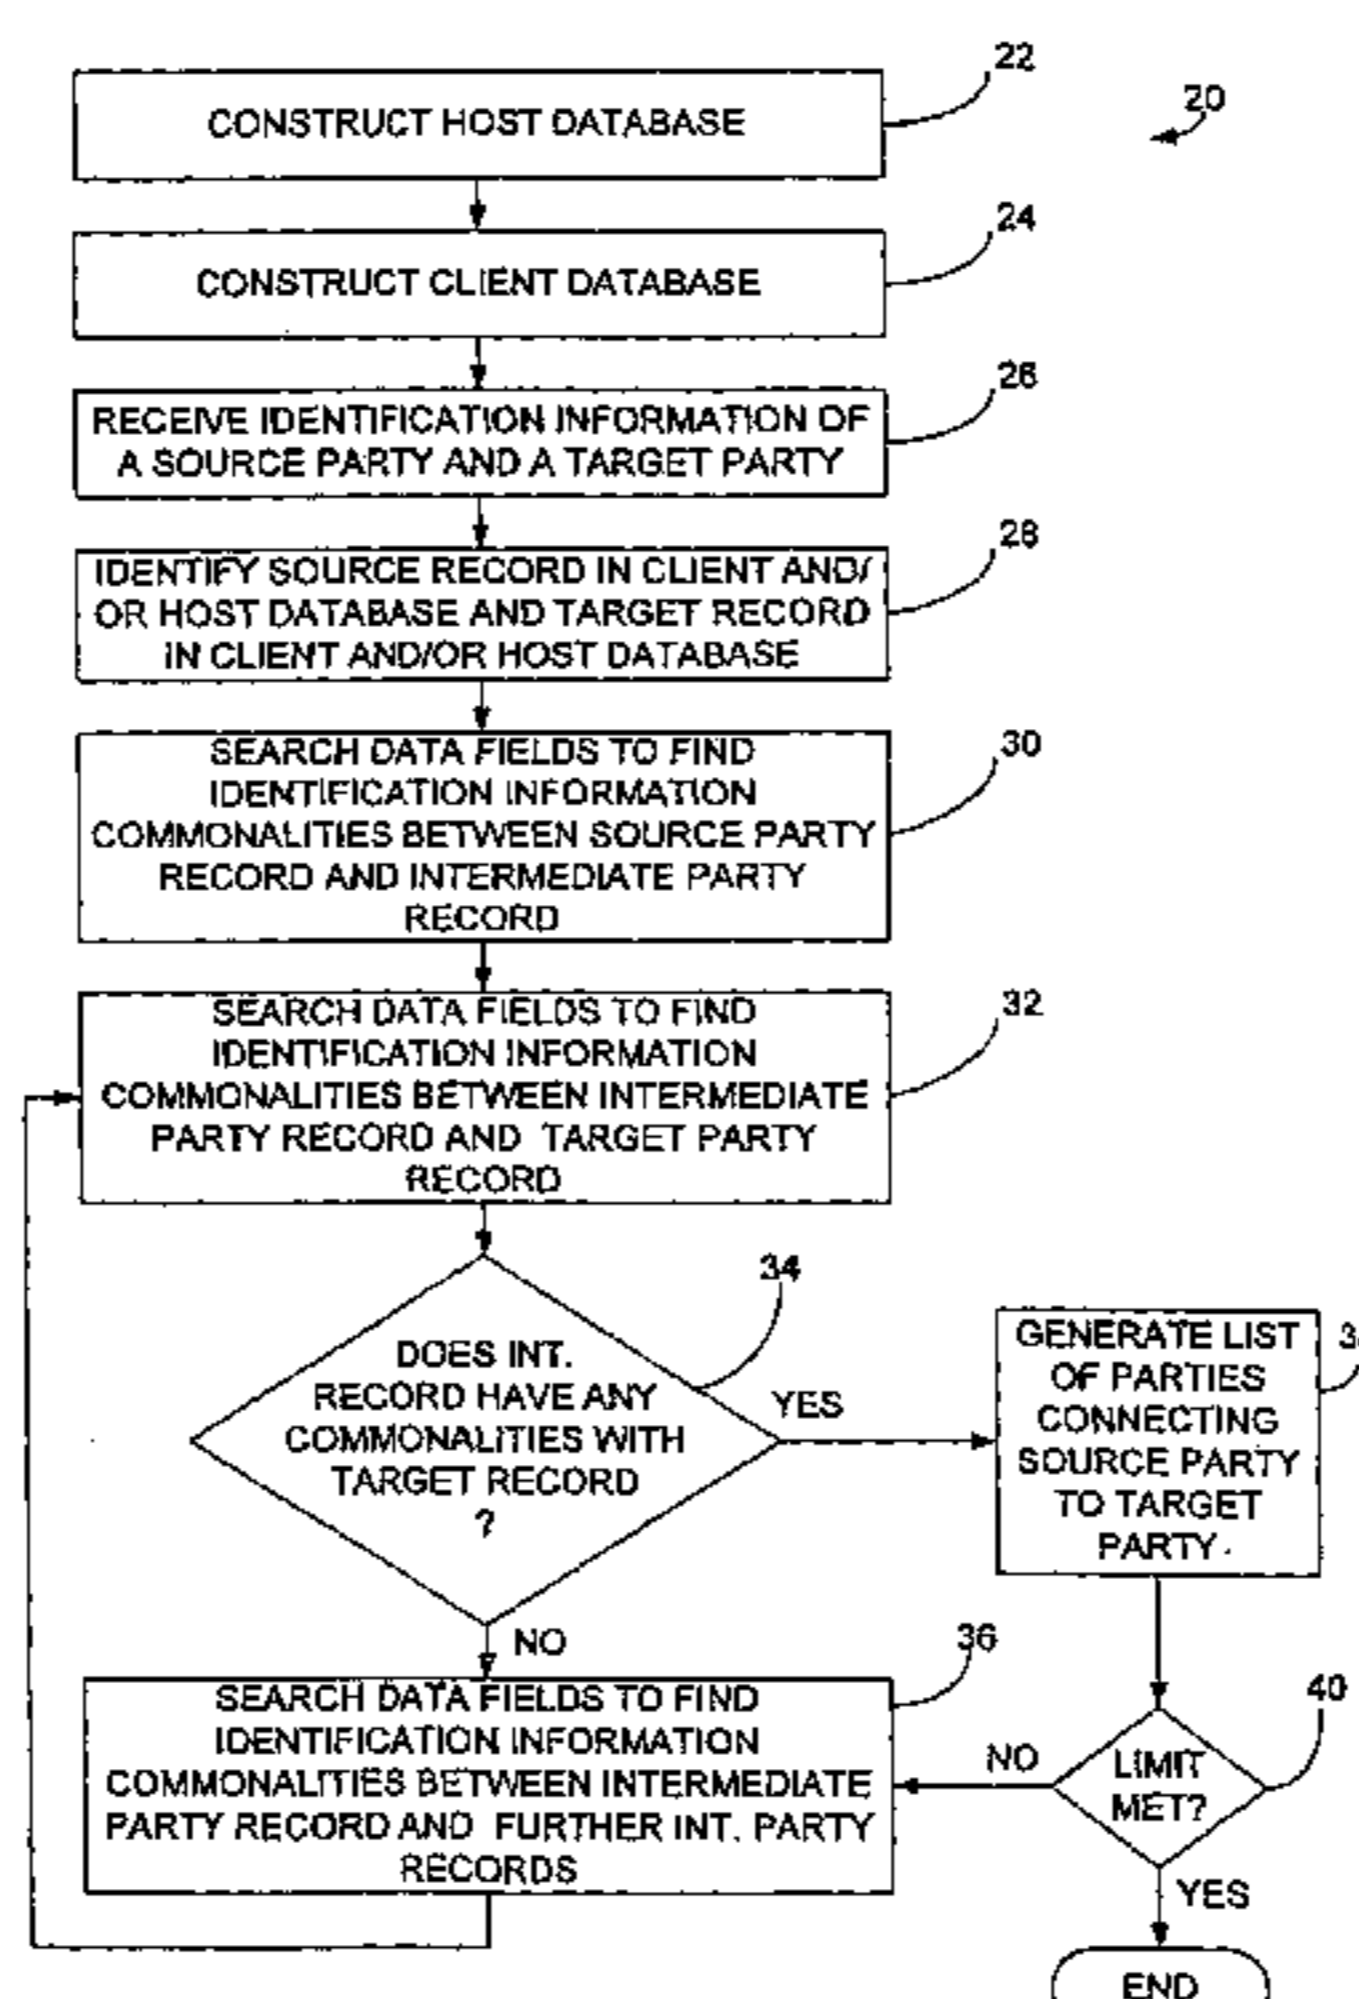 22
20
CONSTRUCT HOST DATABASE
24
CONSTRUCT CLIENT DATABASE
26
RECEIVE IDENTIFICATION INFORMATION OF
A SOURCE PARTY AND A TARGET PARTY
28
IDENTIFY SOURCE RECORD IN CLIENT AND/
OR HOST DATABASE AND TARGET RECORD
IN CLIENT AND/OR HOST DATABASE
30
SEARCH DATA FIELDS TO FIND
IDENTIFICATION INFORMATION
COMMONALITIES BETWEEN SOURCE PARTY
RECORD AND INTERMEDIATE PARTY
RECORD
32
SEARCH DATA FIELDS TO FIND
IDENTIFICATION INFORMATION
COMMONALITIES BETWEEN INTERMEDIATE
PARTY RECORD AND TARGET PARTY
RECORD
34
DOES INT.
RECORD HAVE ANY
COMMONALITIES WITH
TARGET RECORD
?
YES
GENERATE LIST
OF PARTIES
CONNECTING
SOURCE PARTY
TO TARGET
PARTY.
NO
36
SEARCH DATA FIELDS TO FIND
IDENTIFICATION INFORMATION
COMMONALITIES BETWEEN INTERMEDIATE
PARTY RECORD AND FURTHER INT. PARTY
RECORDS
40
NO
LIMIT
MET?
YES
END